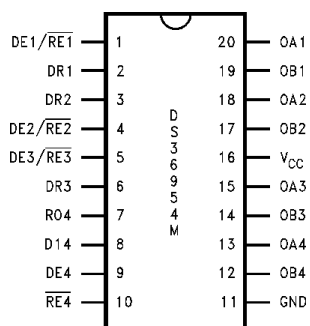 DE1/RE1 1 20 OA1
DR1 2 19 OB1
DR2 3 18 OA2
DE2/RE2 4 17 OB2
DE3/RE3 5 16 VCC
DR3 6 15 OA3
RO4 7 14 OB3
D14 8 13 OA4
DE4 9 12 OB4
RE4 10 11 GND
DS36954M